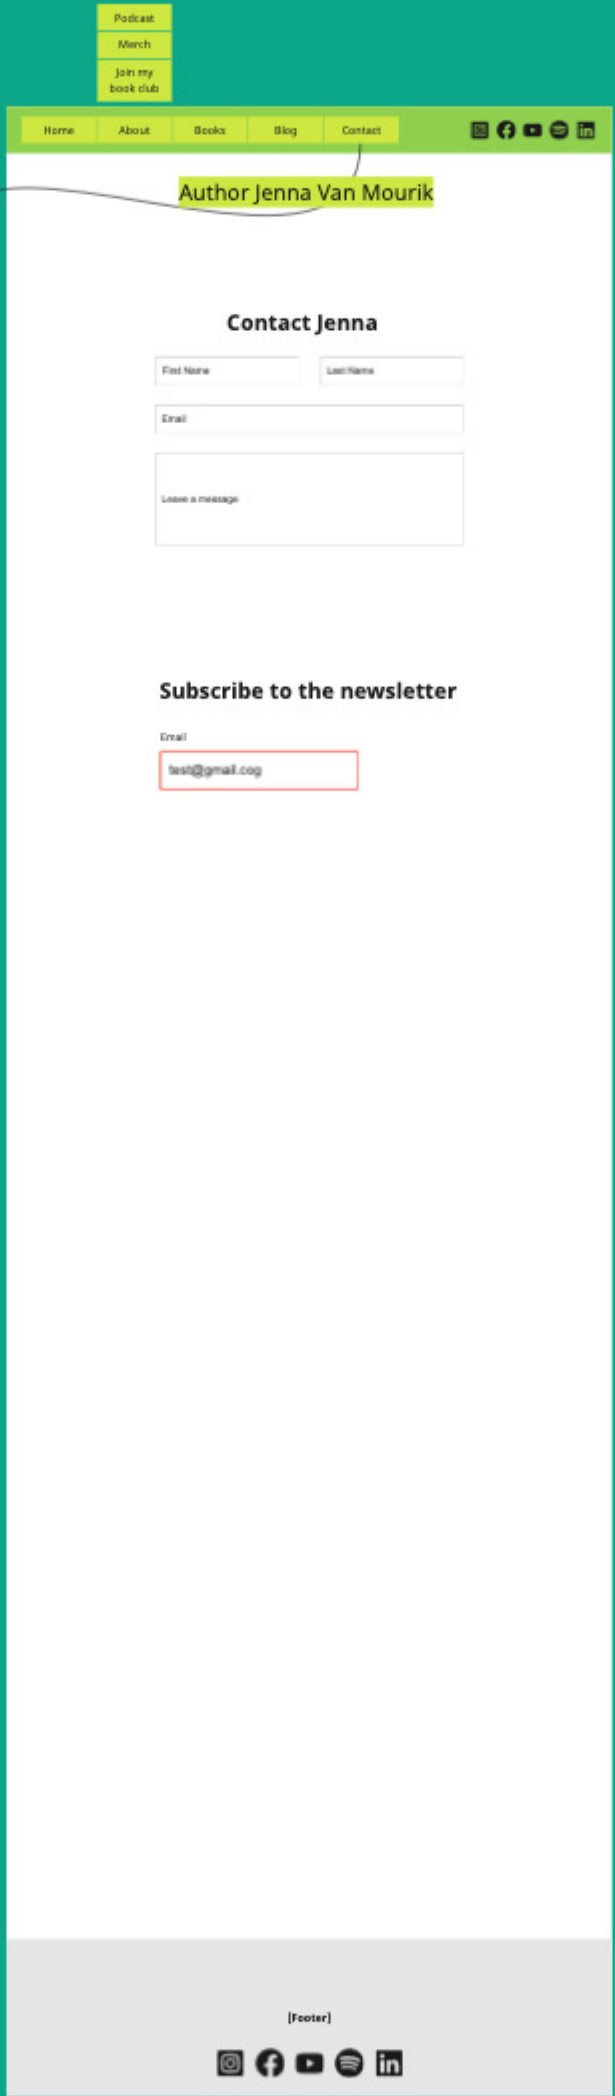 Podcast
Merch
Join my
book club
Home About Books Blog Contact
Author Jenna Van Mourik
Contact Jenna
First Name Last Name
Email
Leave a message
Subscribe to the newsletter
Email
test@gmail.cog
[Footer]